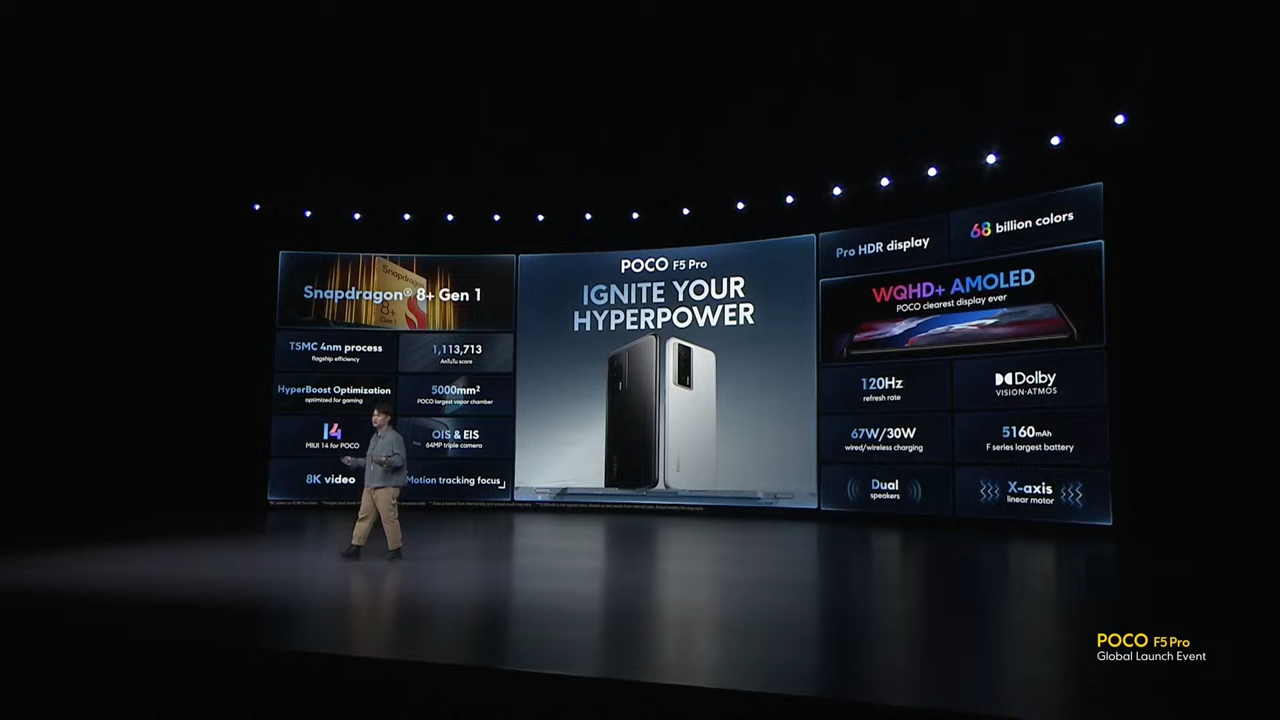 Snapdragon
8+
Gen 1
Snapdragon® 8+ Gen 1
TSMC 4nm process
flagship efficiency
1,113,713
AnTuTu score
HyperBoost Optimization
optimized for gaming
5000mm²
POCO largest vapor chamber
14
MIUI 14 for POCO
OIS & EIS
64MP triple camera
8K video
Motion tracking focus
POCO F5 Pro
IGNITE YOUR
HYPERPOWER
Pro HDR display
68 billion colors
WQHD+ AMOLED
POCO clearest display ever
120Hz
refresh rate
Dolby
VISION·ATMOS
67W/30W
wired/wireless charging
5160mAh
F series largest battery
Dual
speakers
X-axis
linear motor
POCO F5 Pro
Global Launch Event